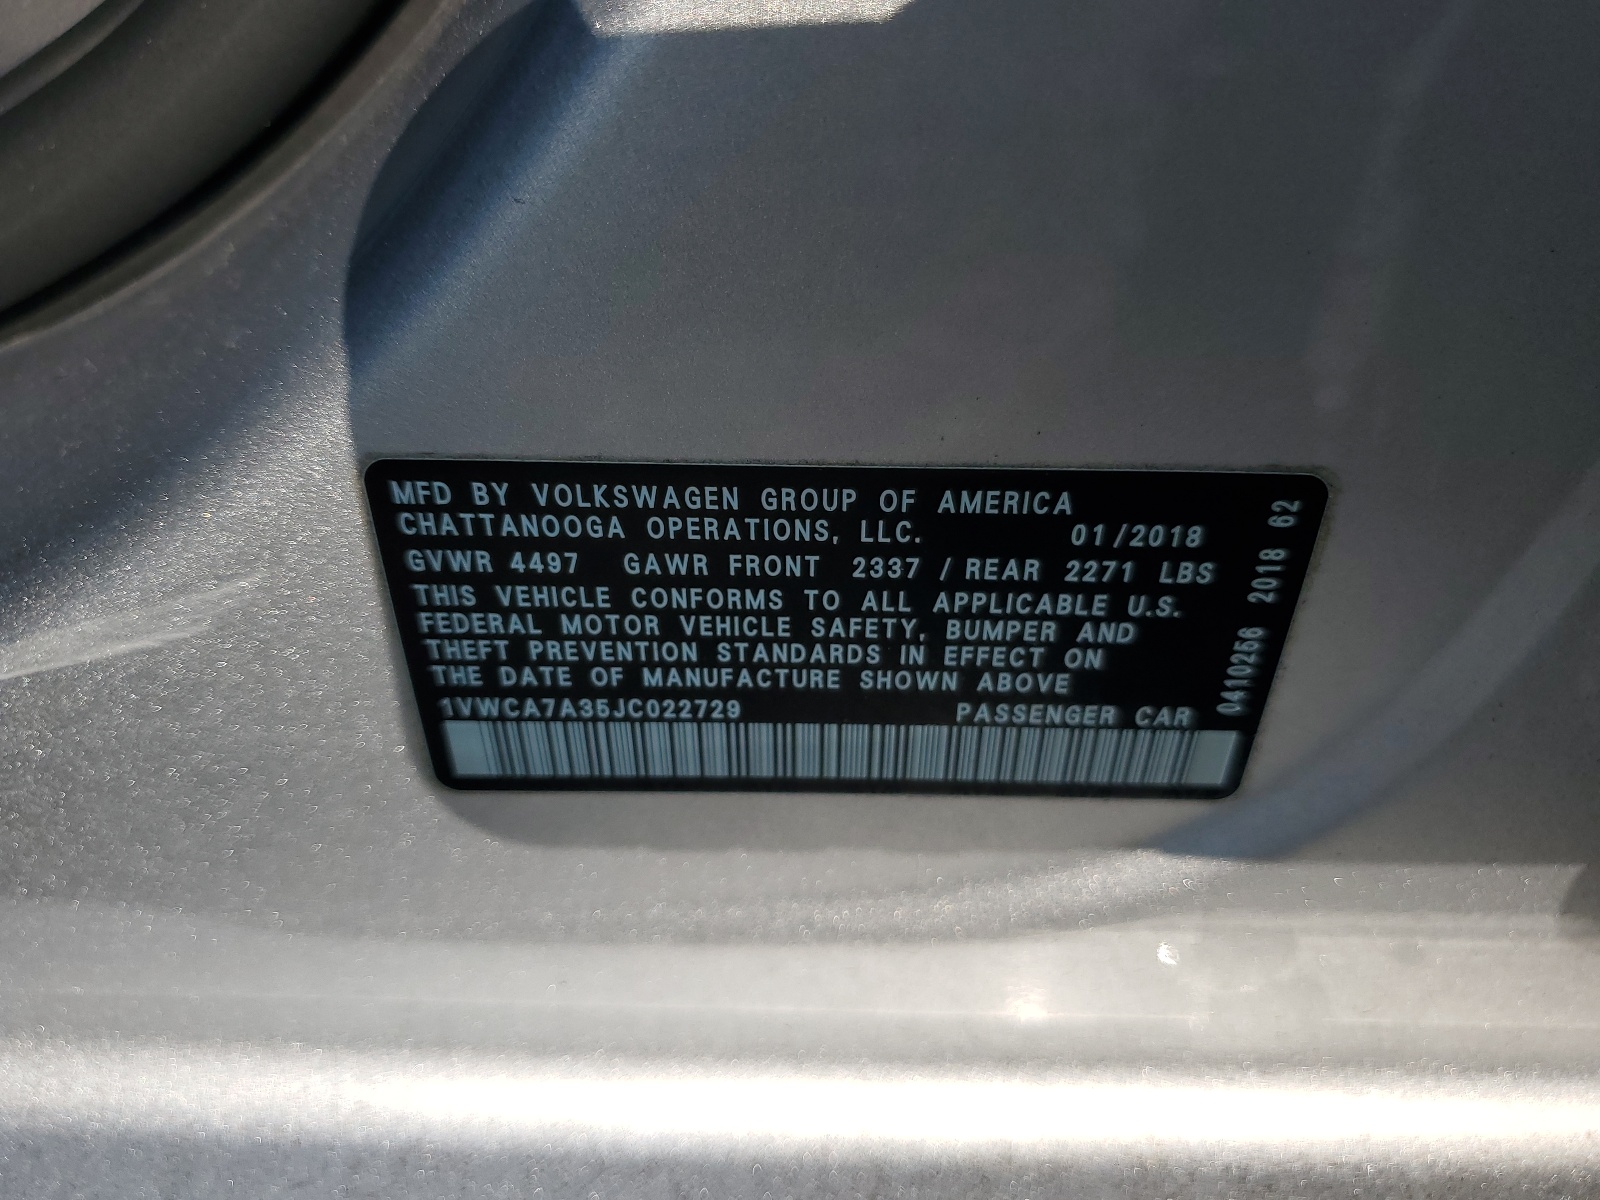 MFD BY VOLKSWAGEN GROUP OF AMERICA
CHATTANOOGA OPERATIONS, LLC. 01/2018
GVWR 4497 GAWR FRONT 2337 / REAR 2271 LBS
THIS VEHICLE CONFORMS TO ALL APPLICABLE U.S.
FEDERAL MOTOR VEHICLE SAFETY, BUMPER AND
THEFT PREVENTION STANDARDS IN EFFECT ON
THE DATE OF MANUFACTURE SHOWN ABOVE
1VWCA7A35JC022729 PASSENGER CAR
0410256 2018 62